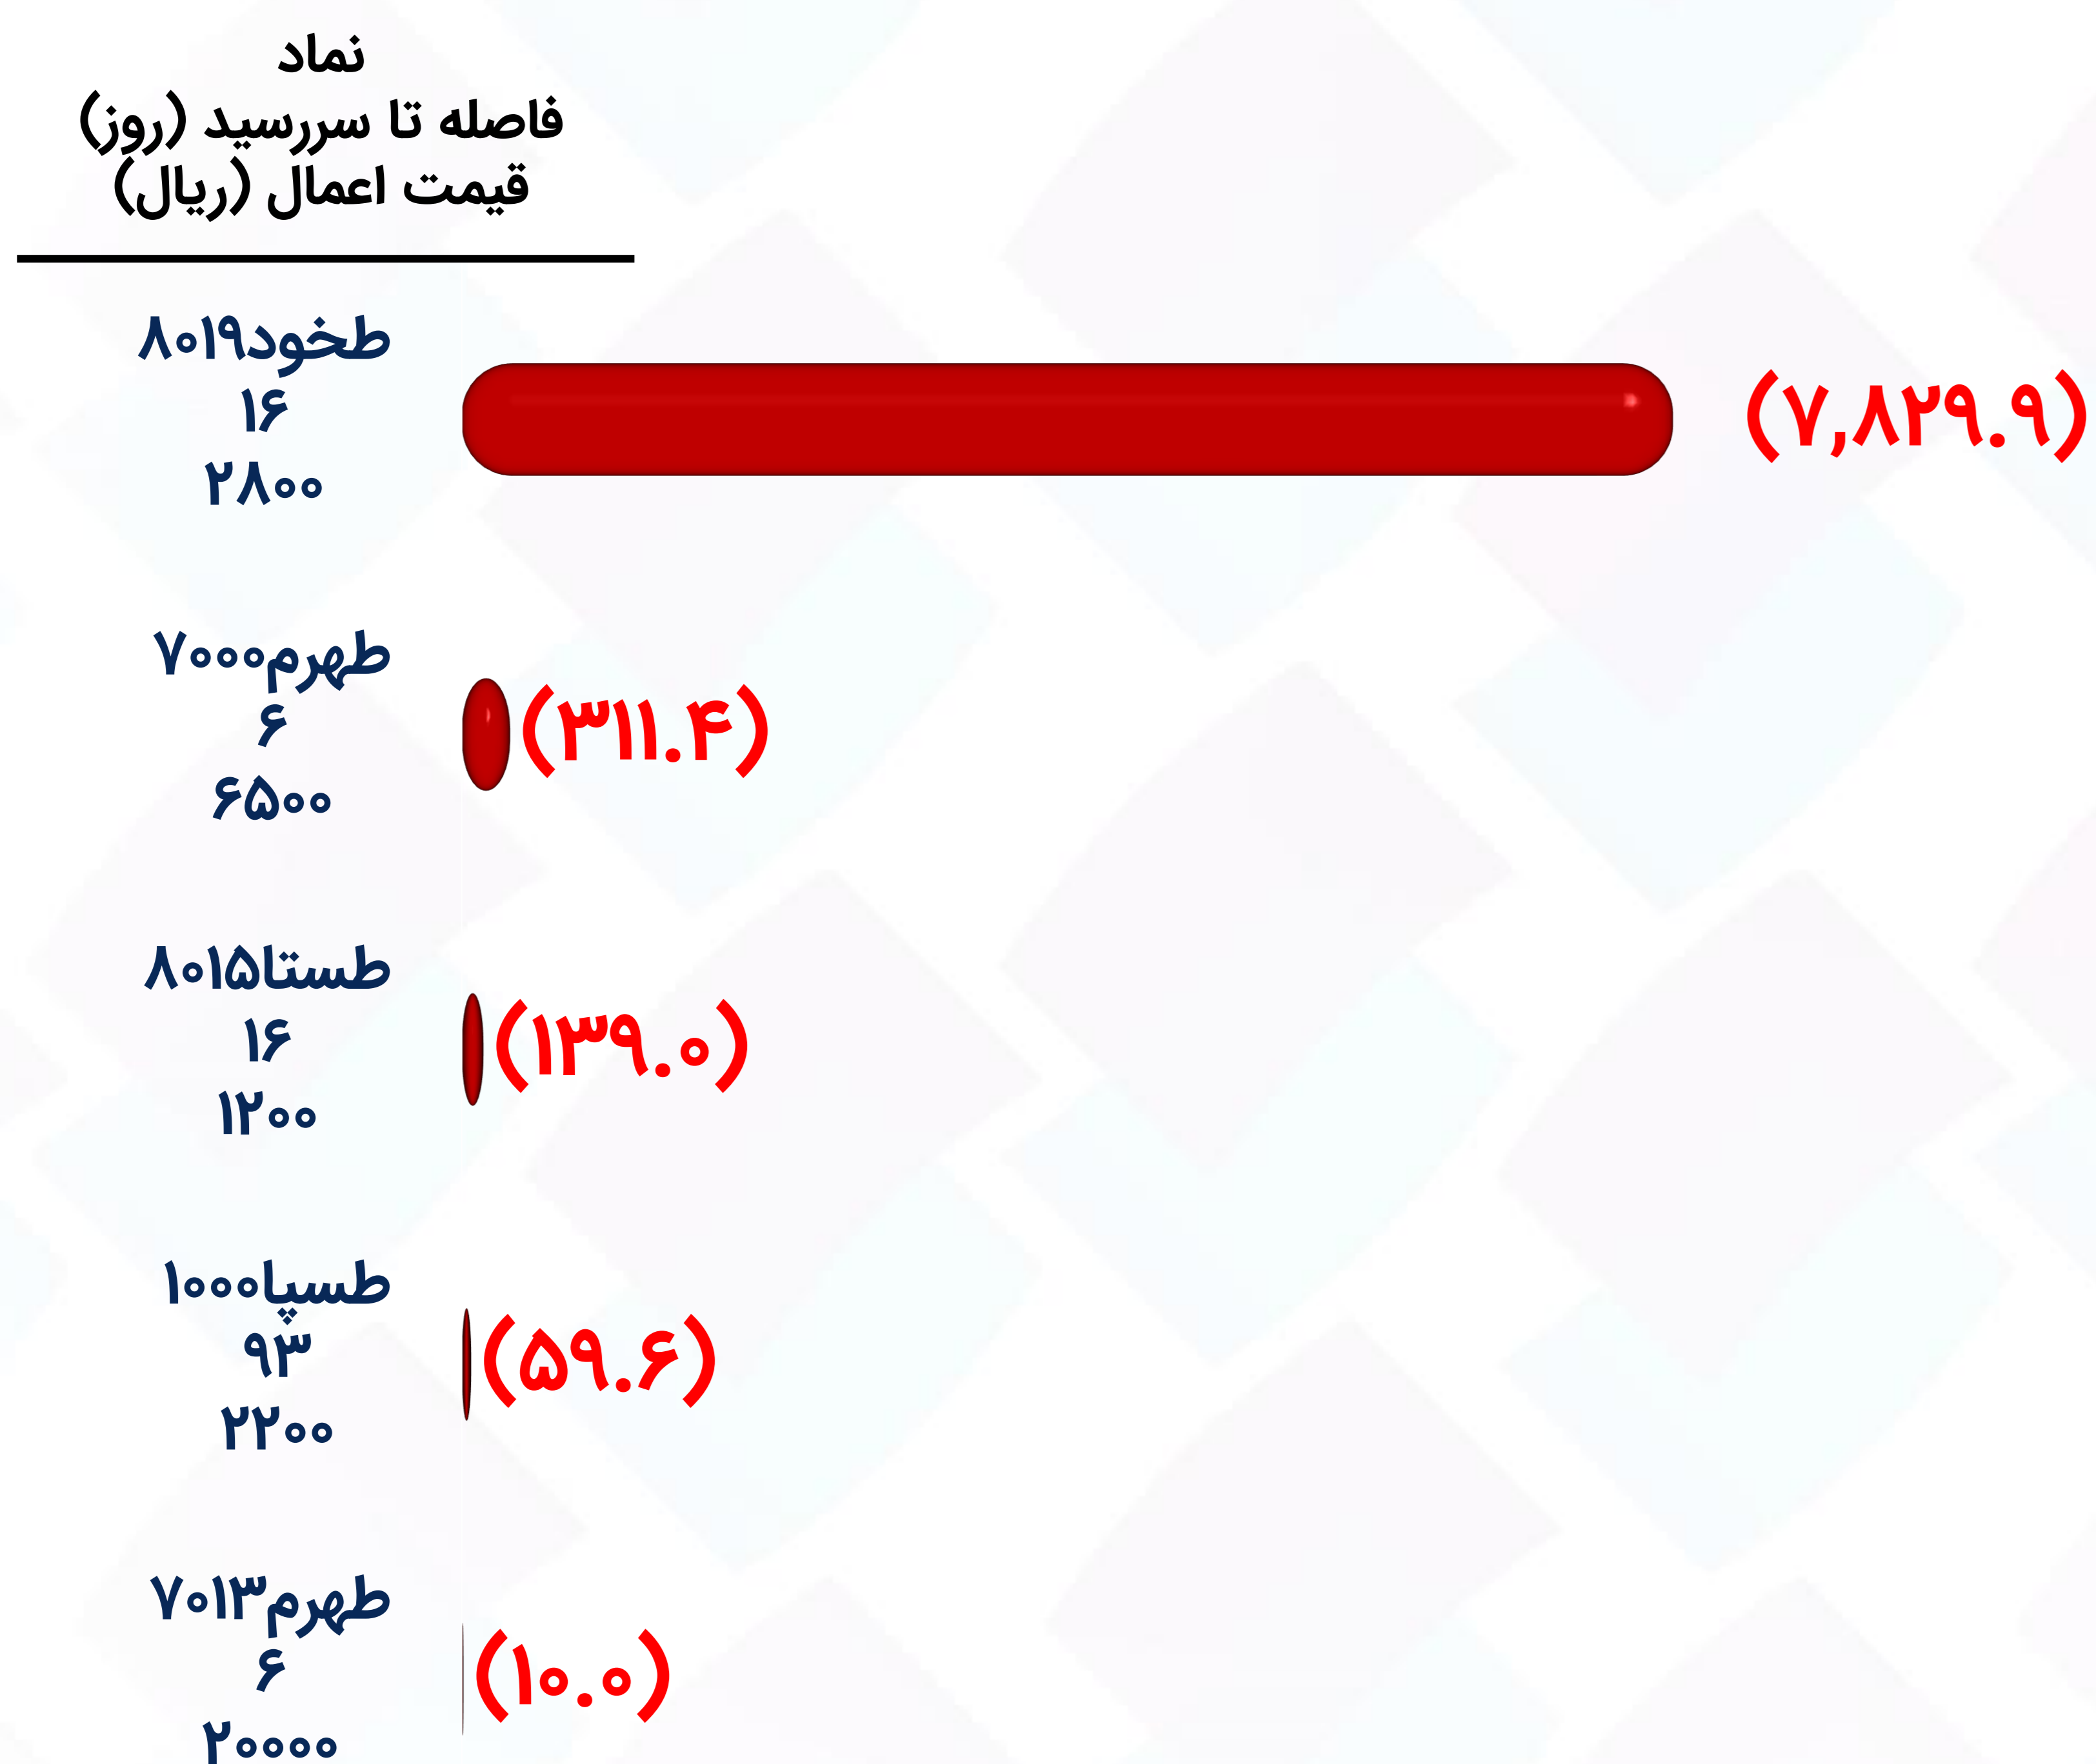 نماد
فاصله تا سررسید (روز)
قیمت اعمال (ریال)
طخود۸۰۱۹
۱۶
۲۸۰۰
(۷,۸۲۹.۹)
طهرم۷۰۰۰
۶
۶۵۰۰
(۳۱۱.۴)
طستا۸۰۱۵
۱۶
۱۲۰۰
(۱۳۹.۰)
طسپا۱۰۰۰
۹۳
۲۲۰۰
(۵۹.۶)
طهرم۷۰۱۳
۶
۲۰۰۰۰
(۱۰.۰)